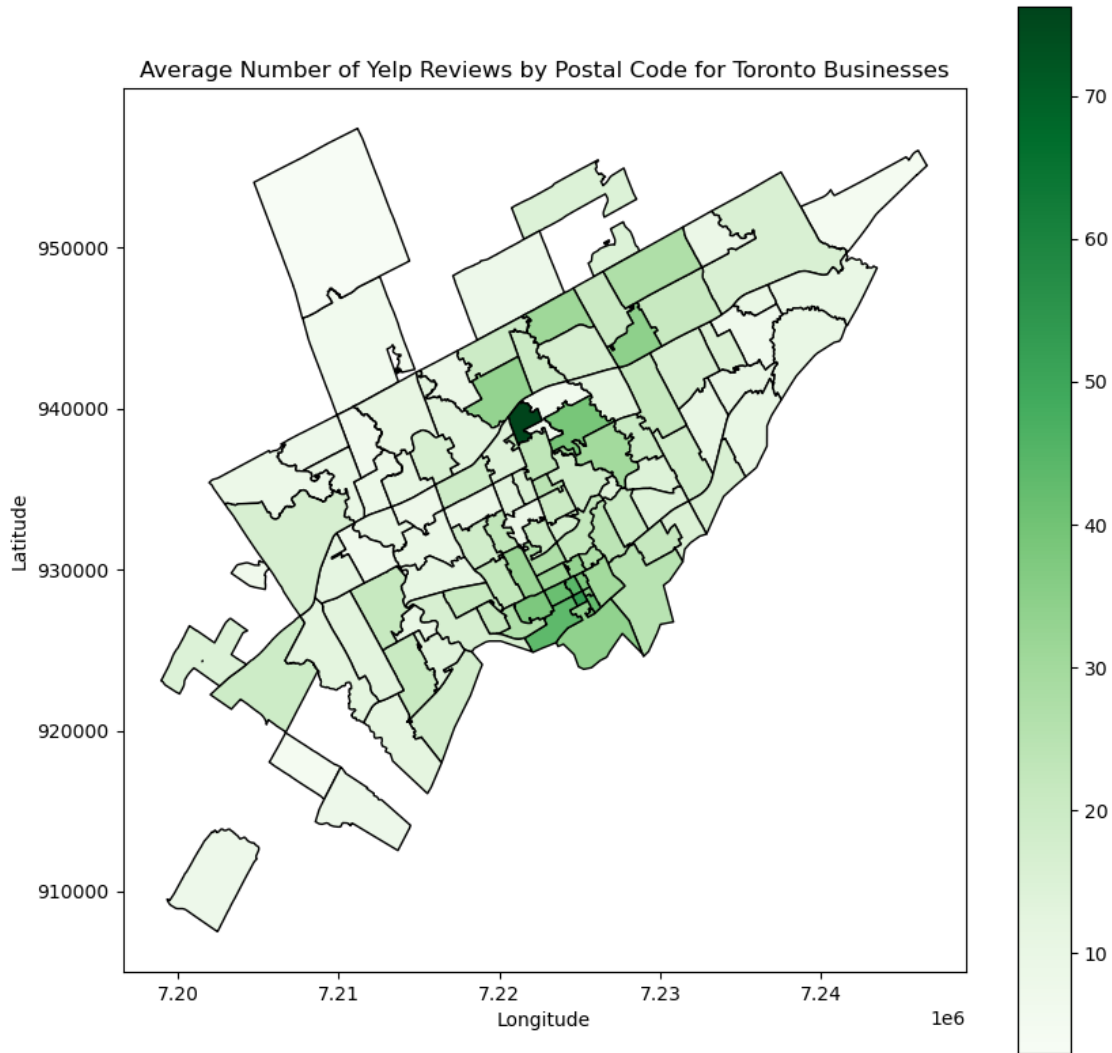 Average Number of Yelp Reviews by Postal Code for Toronto Businesses
70
60
50
40
30
20
10
950000
940000
930000
920000
910000
Latitude
7.20 7.21 7.22 7.23 7.24
1e6
Longitude